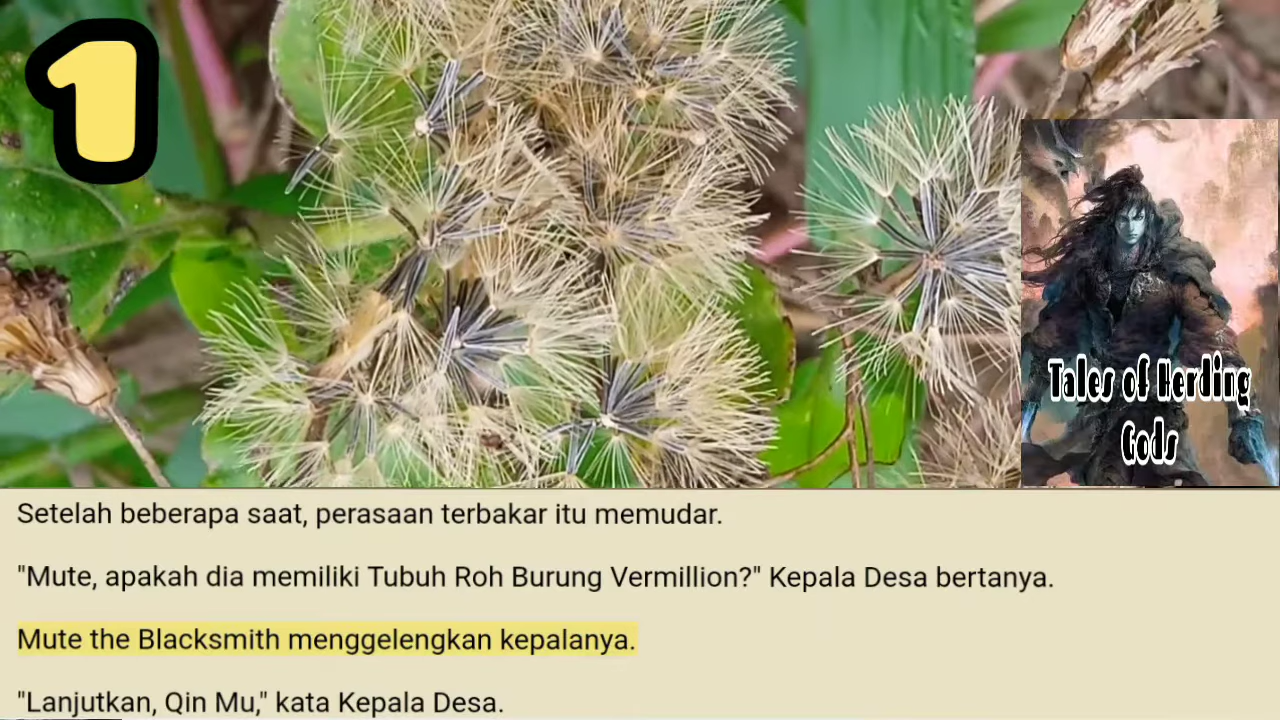 1
Tales of Herding
Gods
Setelah beberapa saat, perasaan terbakar itu memudar.
"Mute, apakah dia memiliki Tubuh Roh Burung Vermillion?" Kepala Desa bertanya.
Mute the Blacksmith menggelengkan kepalanya.
"Lanjutkan, Qin Mu," kata Kepala Desa.